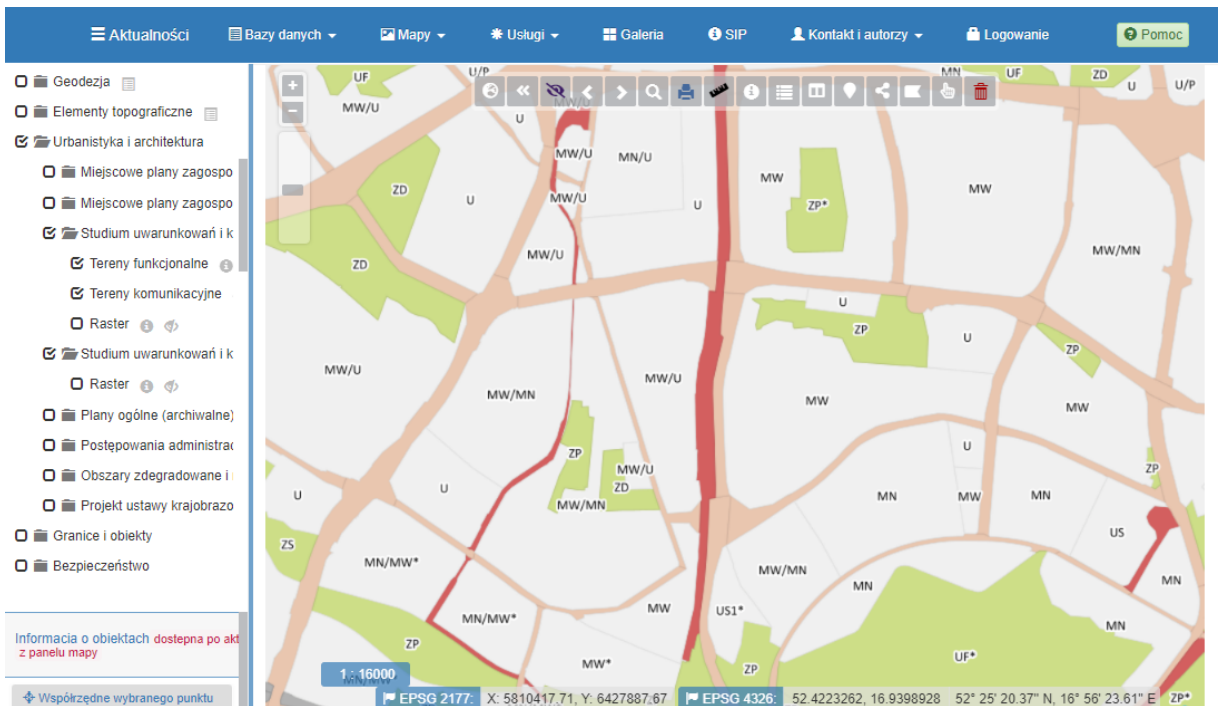 Aktualności
Bazy danych
Mapy
Usługi
Galeria
SIP
Kontakt i autorzy
Logowanie
Pomoc
Geodezja
Elementy topograficzne
Urbanistyka i architektura
Miejscowe plany zagospo
Miejscowe plany zagospo
Studium uwarunkowań i k
Tereny funkcjonalne
Tereny komunikacyjne
Raster
Studium uwarunkowań i k
Raster
Plany ogólne (archiwalne)
Postępowania administrac
Obszary zdegradowane i
Projekt ustawy krajobrazo
Granice i obiekty
Bezpieczeństwo
Informacja o obiektach dostępna po akt
z panelu mapy
Współrzędne wybranego punktu
UF
U/P
MN
UF
ZD
U
U/P
MW/U
MW/U
U
MW/U
MN/U
MW
MW
ZD
U
MW/U
U
ZP*
MW/U
MW/MN
ZD
U
ZP
U
ZP
MW/U
MW/U
MW/MN
MW
MW
U
ZP
MW/U
ZD
ZP
U
U
MW/MN
MN
MW
MN
US
ZS
MN/MW*
MW/MN
MN
MN
MW
US1*
MN/MW*
MN
ZP
UF*
MW*
ZP
1 : 16000
MN/MW*
EPSG 2177: X: 5810417.71, Y: 6427887.67 EPSG 4326: 52.4223262, 16.9398928 52° 25' 20.37" N, 16° 56' 23.61" E
ZP*